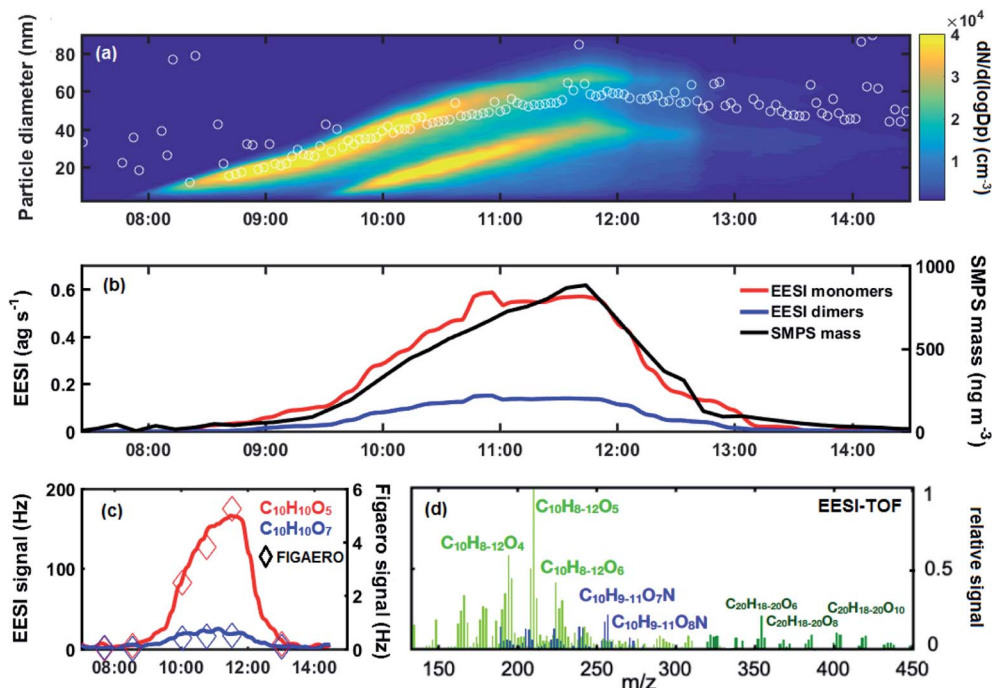 (a)
Particle diameter (nm)
80
60
40
20
08:00 09:00 10:00 11:00 12:00 13:00 14:00
×10⁴
4
3
2
1
dN/d(logDp) (cm⁻³)
(b)
EESI (ag s⁻¹)
0.6
0.4
0.2
0
EESI monomers
EESI dimers
SMPS mass
1000
500
0
SMPS mass (ng m⁻³)
08:00 09:00 10:00 11:00 12:00 13:00 14:00
(c)
EESI signal (Hz)
200
100
0
C₁₀H₁₀O₅
C₁₀H₁₀O₇
FIGAERO
6
4
2
0
Figaero signal (Hz)
08:00 10:00 12:00 14:00
(d)
EESI-TOF
C₁₀H₈₋₁₂O₅
C₁₀H₈₋₁₂O₄
C₁₀H₈₋₁₂O₆
C₁₀H₉₋₁₁O₇N
C₁₀H₉₋₁₁O₈N
C₂₀H₁₈₋₂₀O₆
C₂₀H₁₈₋₂₀O₈
C₂₀H₁₈₋₂₀O₁₀
1
0.5
0
relative signal
150 200 250 300 350 400 450
m/z